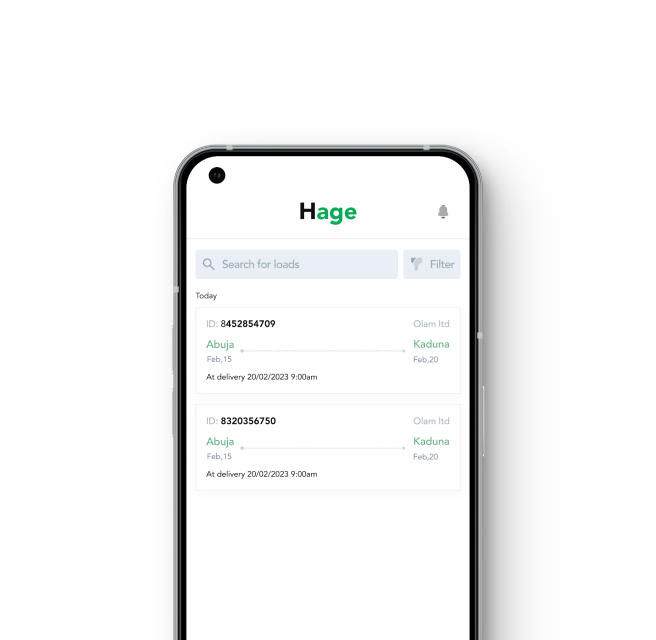 Hage
Search for loads
Filter
Today
ID: 8452854709
Olam ltd
Abuja
Kaduna
Feb,15
Feb,20
At delivery 20/02/2023 9:00am
ID: 8320356750
Olam ltd
Abuja
Kaduna
Feb,15
Feb,20
At delivery 20/02/2023 9:00am